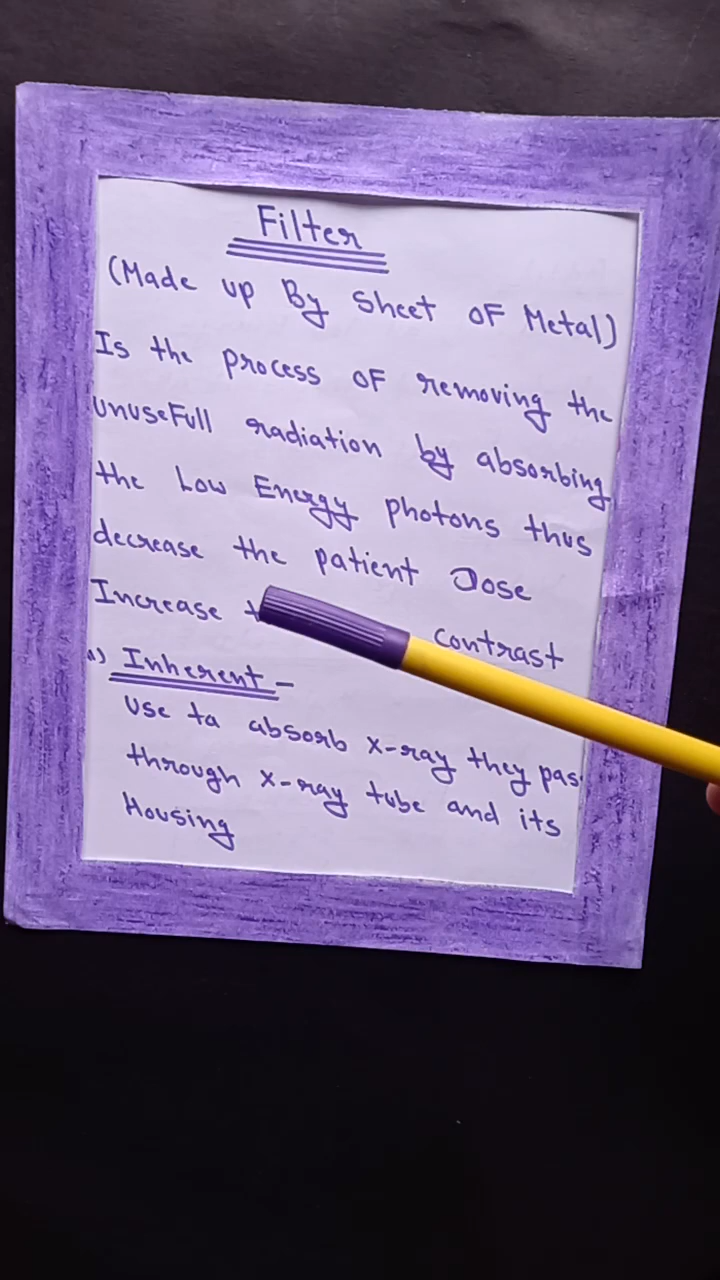 Filter
(Made up By Sheet OF Metal)
Is the process OF removing the
unuseFull radiation by absorbing
the Low Energy photons thus
decrease the patient Dose
Increase contrast
a) Inherent -
Use ta absorb X-ray they pas
through X-ray tube and its
Housing